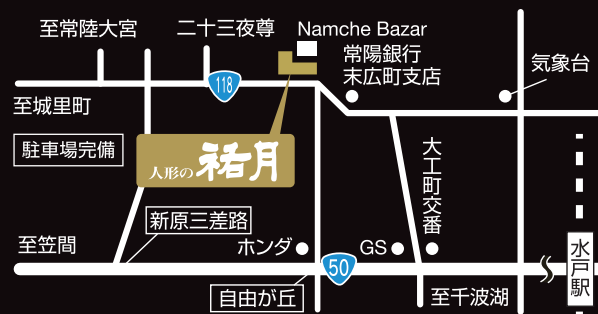 至常陸大宮
二十三夜尊
Namche Bazar
常陽銀行
末広町支店
気象台
118
至城里町
駐車場完備
人形の祐月
大工町交番
新原三差路
至笠間
ホンダ
GS
50
水戸駅
自由が丘
至千波湖